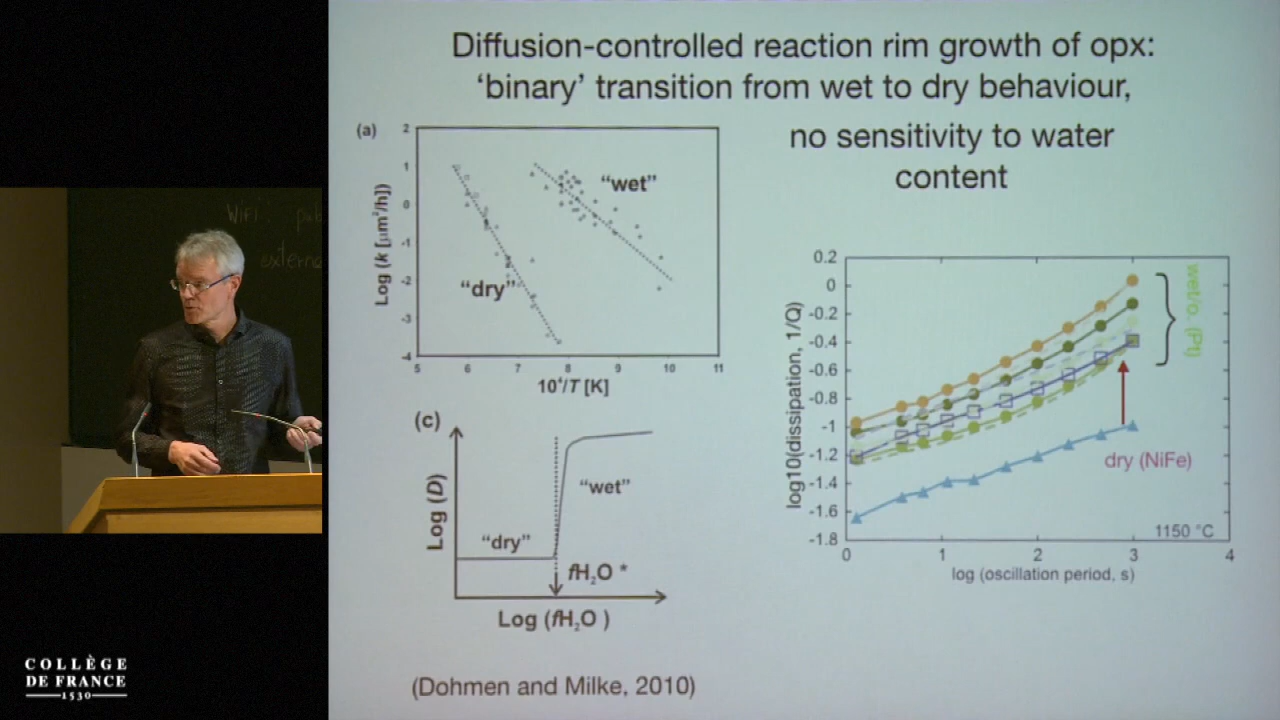 Diffusion-controlled reaction rim growth of opx:
‘binary’ transition from wet to dry behaviour,
no sensitivity to water
content
(a)
2
1
0
-1
-2
-3
-4
Log (k [µm²/h])
"wet"
"dry"
5 6 7 8 9 10 11
10⁴/T [K]
(c)
Log (D)
"wet"
"dry"
fH₂O *
Log (fH₂O )
(Dohmen and Milke, 2010)
0.2
0
-0.2
-0.4
-0.6
-0.8
-1
-1.2
-1.4
-1.6
-1.8
log10(dissipation, 1/Q)
wet/o. (Pt)
dry (NiFe)
1150 °C
0 1 2 3 4
log (oscillation period, s)
WiFi: pub
externe
COLLÈGE
DE FRANCE
1530